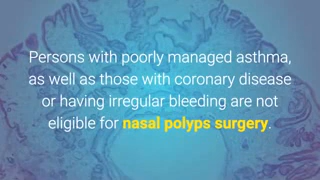 Persons with poorly managed asthma,
as well as those with coronary disease
or having irregular bleeding are not
eligible for nasal polyps surgery.